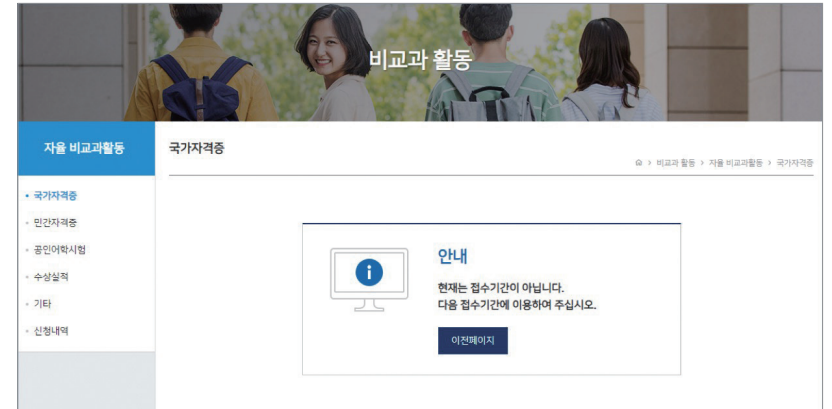 비교과 활동
자율 비교과활동
국가자격증
민간자격증
공인어학시험
수상실적
기타
신청내역
국가자격증
> 비교과 활동 > 자율 비교과활동 > 국가자격증
안내
현재는 접수기간이 아닙니다.
다음 접수기간에 이용하여 주십시오.
이전페이지